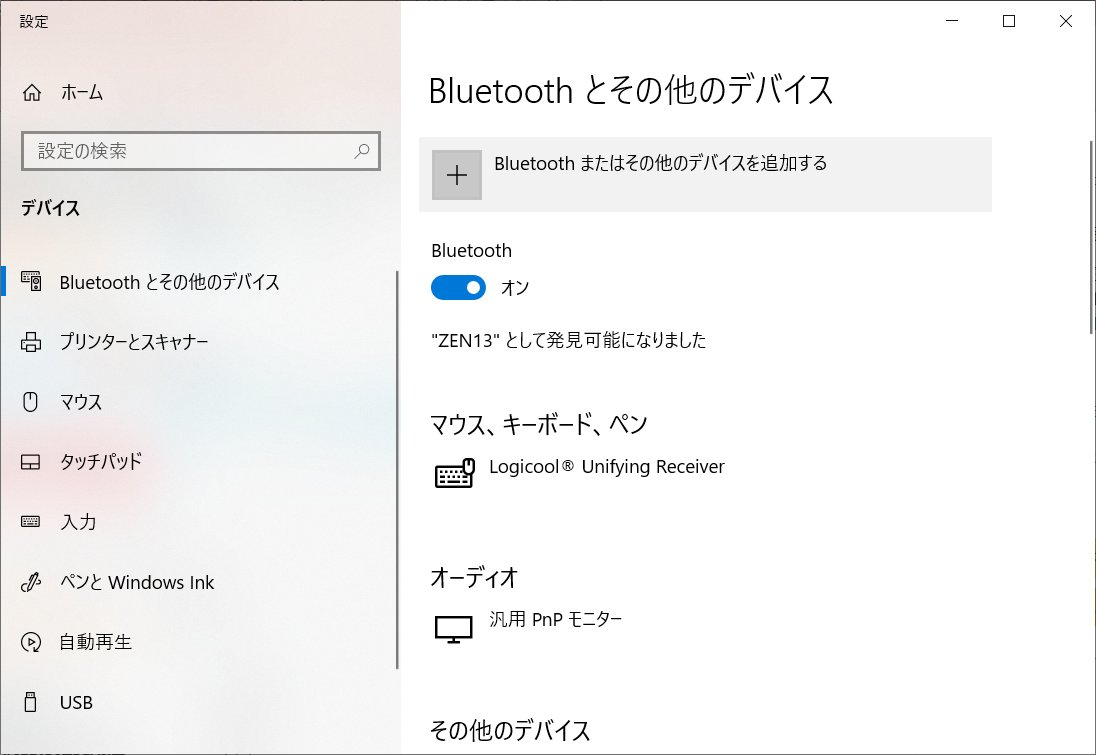 設定
ホーム
設定の検索
デバイス
Bluetooth とその他のデバイス
プリンターとスキャナー
マウス
タッチパッド
入力
ペンと Windows Ink
自動再生
USB
Bluetooth とその他のデバイス
Bluetooth またはその他のデバイスを追加する
Bluetooth
オン
"ZEN13" として発見可能になりました
マウス、キーボード、ペン
Logicool® Unifying Receiver
オーディオ
汎用 PnP モニター
その他のデバイス